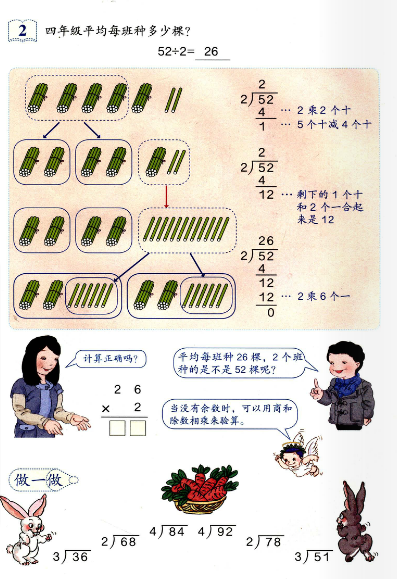 2 四年级平均每班种多少棵?
52÷2= 26
2
2)52
4 … 2 乘 2 个十
1 … 5 个十减 4 个十
2
2)52
4
12 … 剩下的 1 个十
和 2 个一合起
来是 12
26
2)52
4
12
12 … 2 乘 6 个一
0
计算正确吗?
2 6
× 2
平均每班种 26 棵,2 个班
种的是不是 52 棵呢?
当没有余数时,可以用商和
除数相乘来验算。
做一做
3)36 2)68 4)84 4)92 2)78 3)51